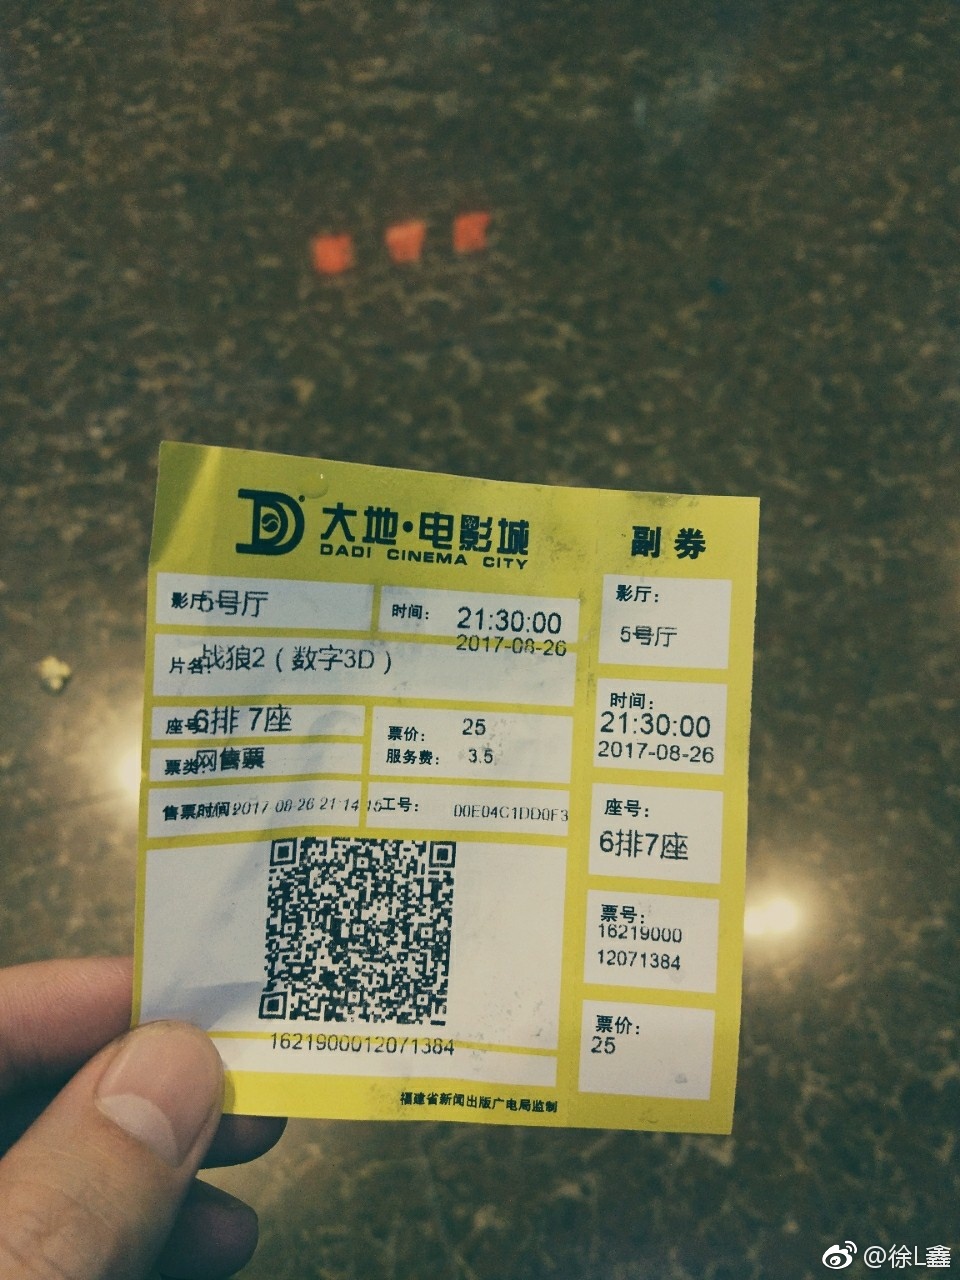 大地·电影城
DADI CINEMA CITY
副券
影厅: 5号厅
时间: 21:30:00
2017-08-26
片名: 战狼2(数字3D)
座号: 6排 7座
票价: 25
服务费: 3.5
票类: 网售票
售票时间: 2017-08-26 21:14:15
工号: D0E04C1DD0F3
1621900012071384
福建省新闻出版广电局监制
影厅:
5号厅
时间:
21:30:00
2017-08-26
座号:
6排7座
票号:
16219000
12071384
票价:
25
@徐L鑫